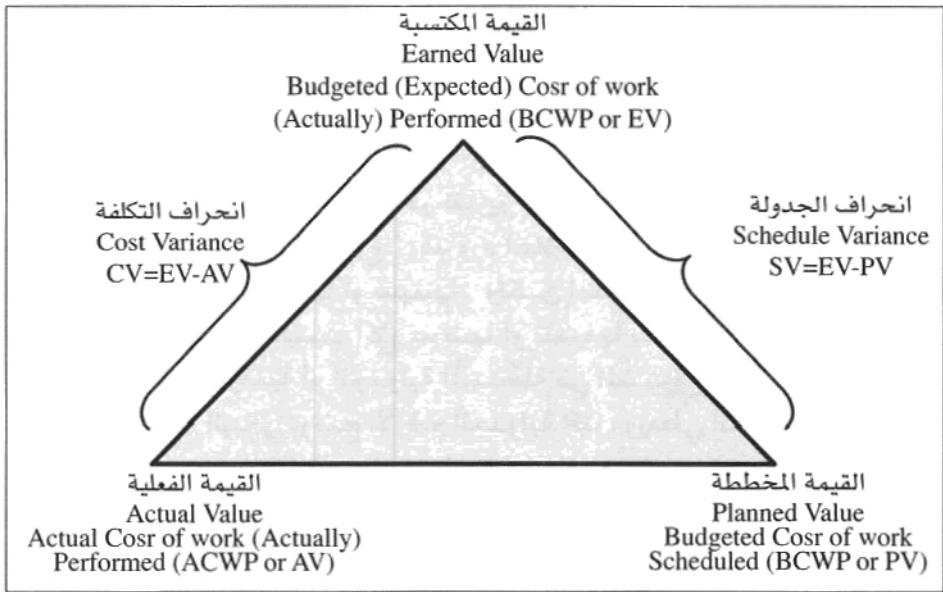 القيمة المكتسبة
Earned Value
Budgeted (Expected) Cosr of work
(Actually) Performed (BCWP or EV)
انحراف التكلفة
Cost Variance
CV=EV-AV
انحراف الجدولة
Schedule Variance
SV=EV-PV
القيمة الفعلية
Actual Value
Actual Cosr of work (Actually)
Performed (ACWP or AV)
القيمة المخططة
Planned Value
Budgeted Cosr of work
Scheduled (BCWP or PV)